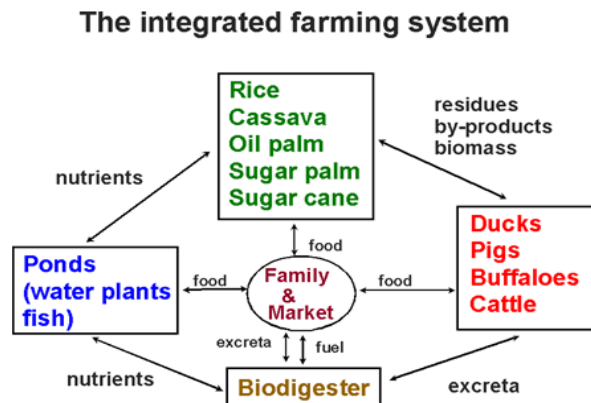 The integrated farming system
Rice
Cassava
Oil palm
Sugar palm
Sugar cane
residues
by-products
biomass
nutrients
food
Ponds
(water plants
fish)
food
Family
&
Market
food
Ducks
Pigs
Buffaloes
Cattle
excreta
fuel
nutrients
Biodigester
excreta